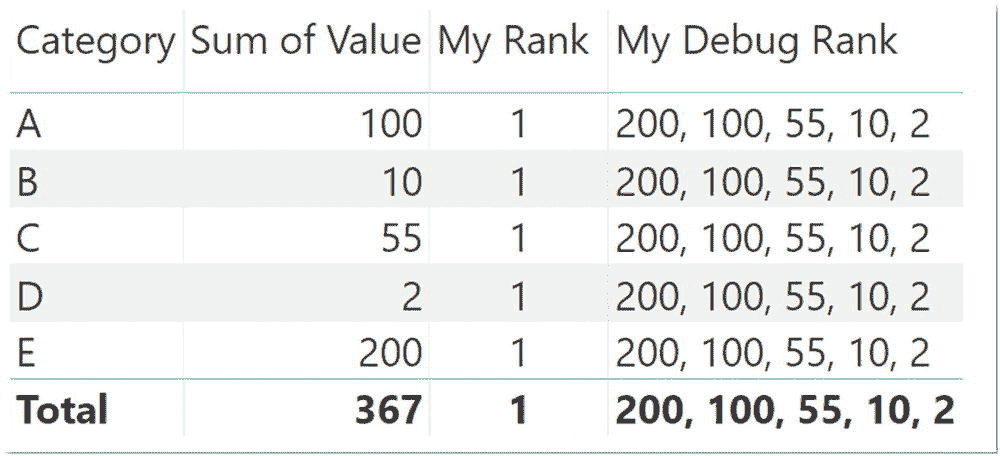 Category Sum of Value My Rank My Debug Rank
A 100 1 200, 100, 55, 10, 2
B 10 1 200, 100, 55, 10, 2
C 55 1 200, 100, 55, 10, 2
D 2 1 200, 100, 55, 10, 2
E 200 1 200, 100, 55, 10, 2
Total 367 1 200, 100, 55, 10, 2